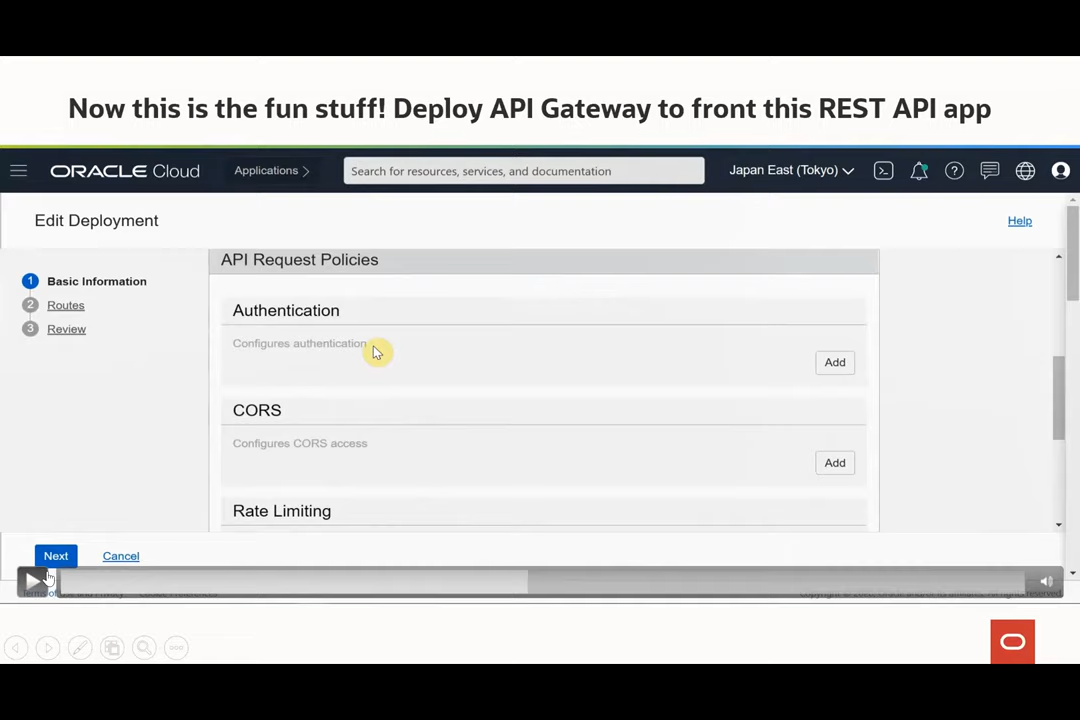 Now this is the fun stuff! Deploy API Gateway to front this REST API app
ORACLE Cloud
Applications
Search for resources, services, and documentation
Japan East (Tokyo)
Edit Deployment
Help
1 Basic Information
2 Routes
3 Review
API Request Policies
Authentication
Configures authentication
Add
CORS
Configures CORS access
Add
Rate Limiting
Next
Cancel